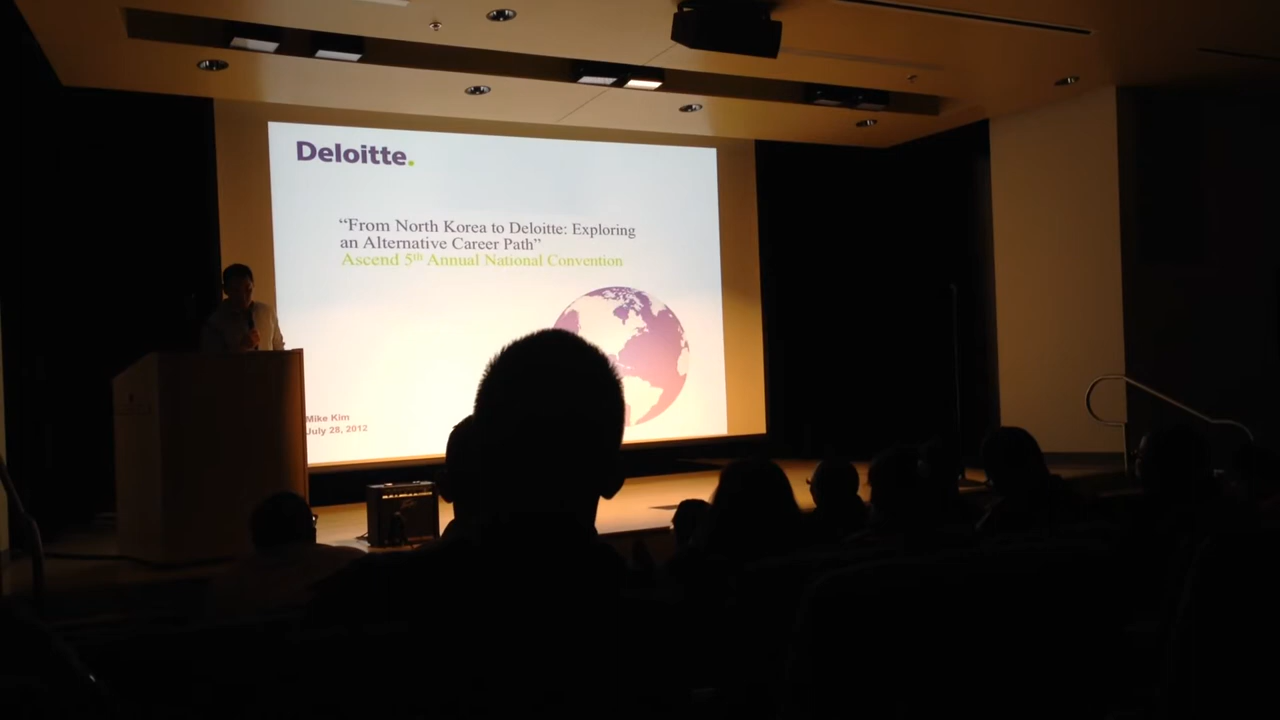 Deloitte.
“From North Korea to Deloitte: Exploring
an Alternative Career Path”
Ascend 5th Annual National Convention
Mike Kim
July 28, 2012